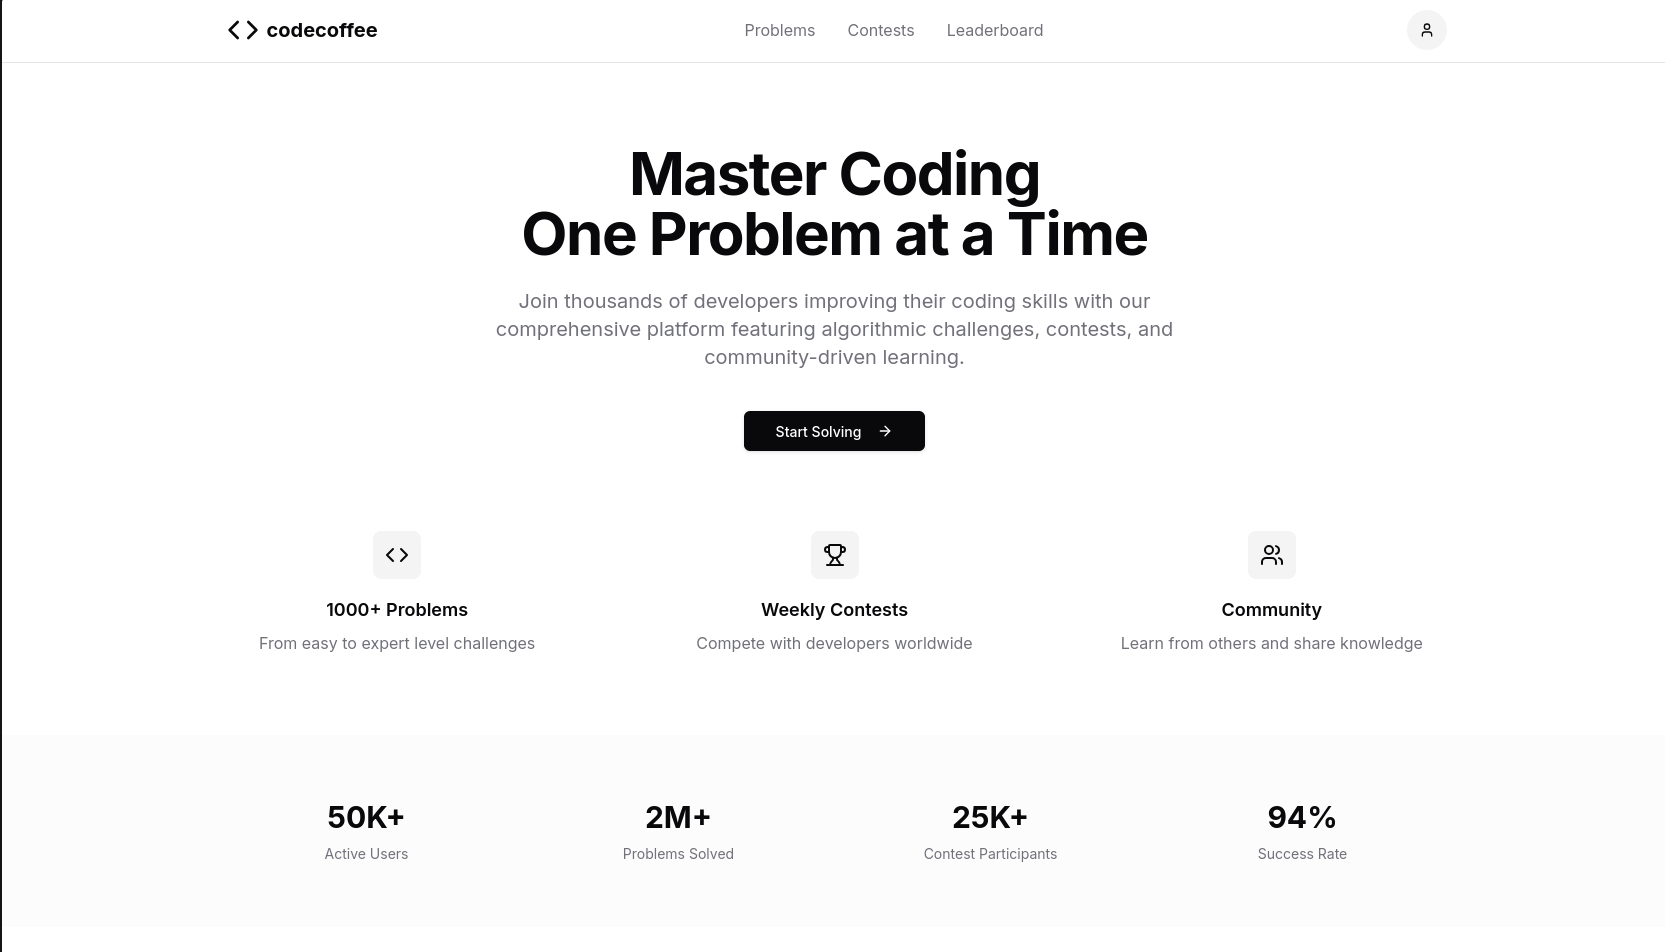 codecoffee
Problems
Contests
Leaderboard
Master Coding
One Problem at a Time
Join thousands of developers improving their coding skills with our
comprehensive platform featuring algorithmic challenges, contests, and
community-driven learning.
Start Solving
1000+ Problems
From easy to expert level challenges
Weekly Contests
Compete with developers worldwide
Community
Learn from others and share knowledge
50K+
Active Users
2M+
Problems Solved
25K+
Contest Participants
94%
Success Rate